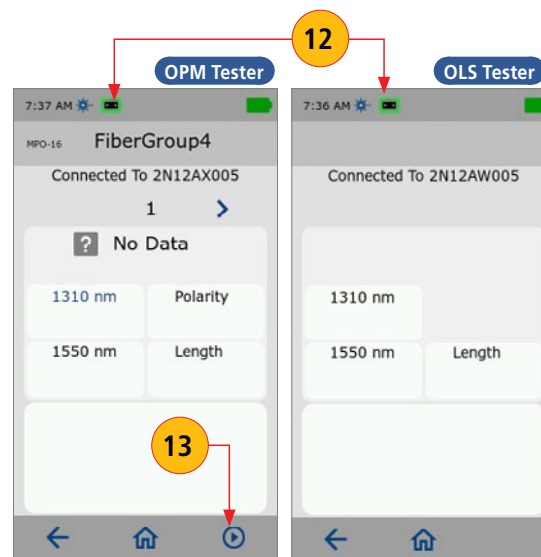 12
OPM Tester
OLS Tester
7:37 AM
7:36 AM
MPO-16 FiberGroup4
Connected To 2N12AX005
Connected To 2N12AW005
1
? No Data
1310 nm Polarity
1310 nm
1550 nm Length
1550 nm Length
13